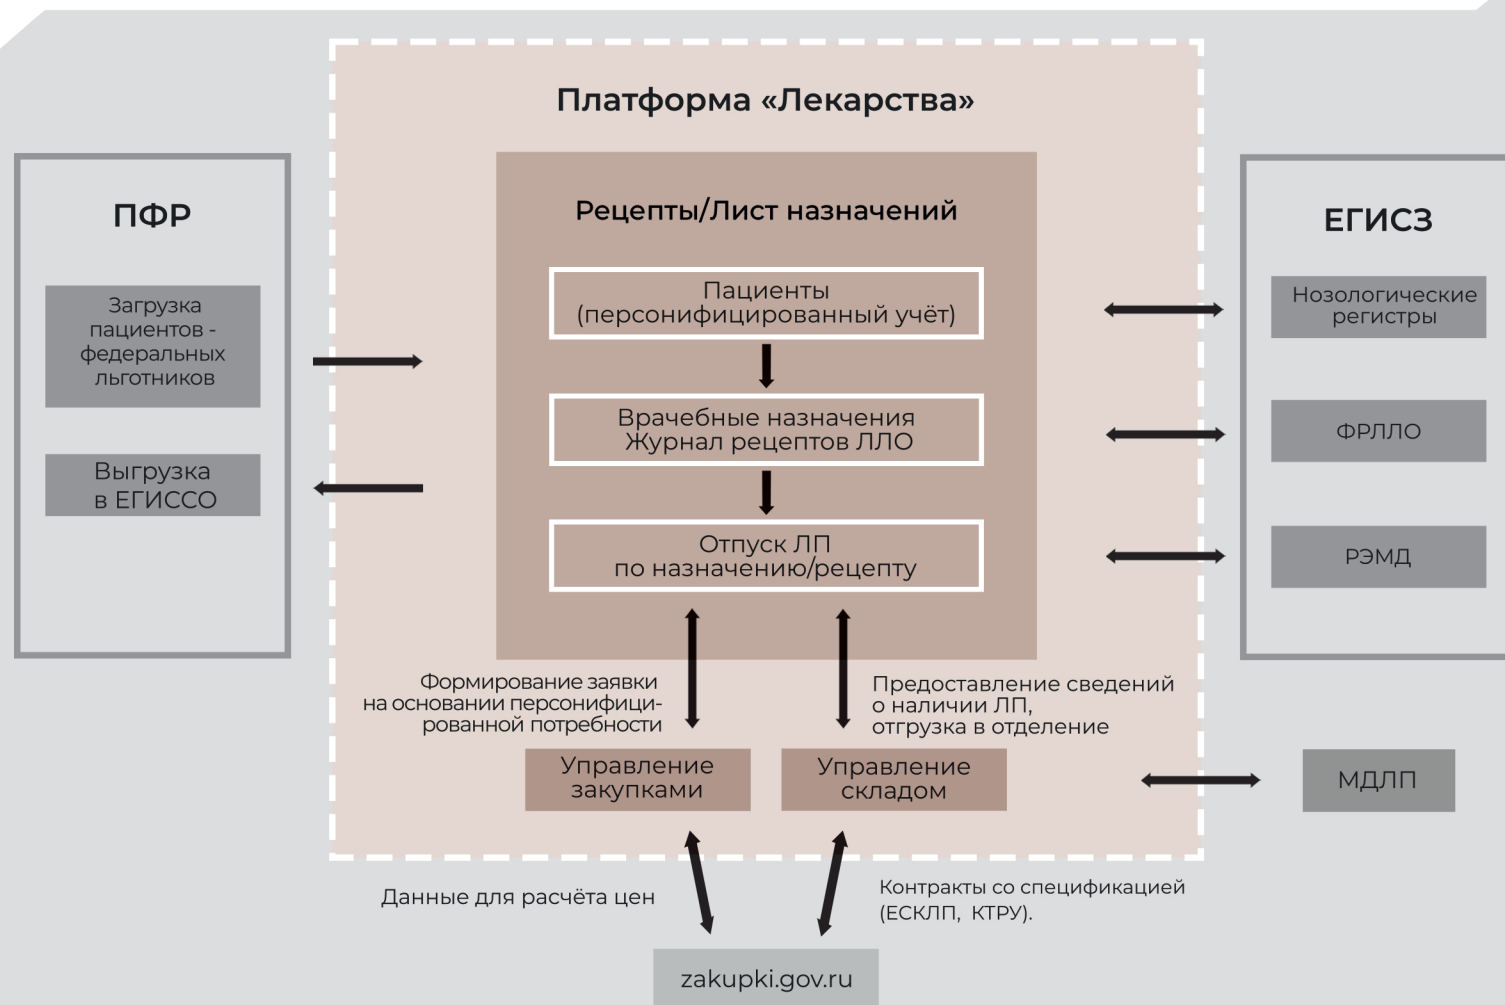 Платформа «Лекарства»
ПФР
Загрузка
пациентов -
федеральных
льготников
Выгрузка
в ЕГИССО
Рецепты/Лист назначений
Пациенты
(персонифицированный учёт)
Врачебные назначения
Журнал рецептов ЛЛО
Отпуск ЛП
по назначению/рецепту
ЕГИСЗ
Нозологические
регистры
ФРЛЛО
РЭМД
Формирование заявки
на основании персонифици-
рованной потребности
Предоставление сведений
о наличии ЛП,
отгрузка в отделение
Управление
закупками
Управление
складом
МДЛП
Данные для расчёта цен
Контракты со спецификацией
(ЕСКЛП, КТРУ).
zakupki.gov.ru